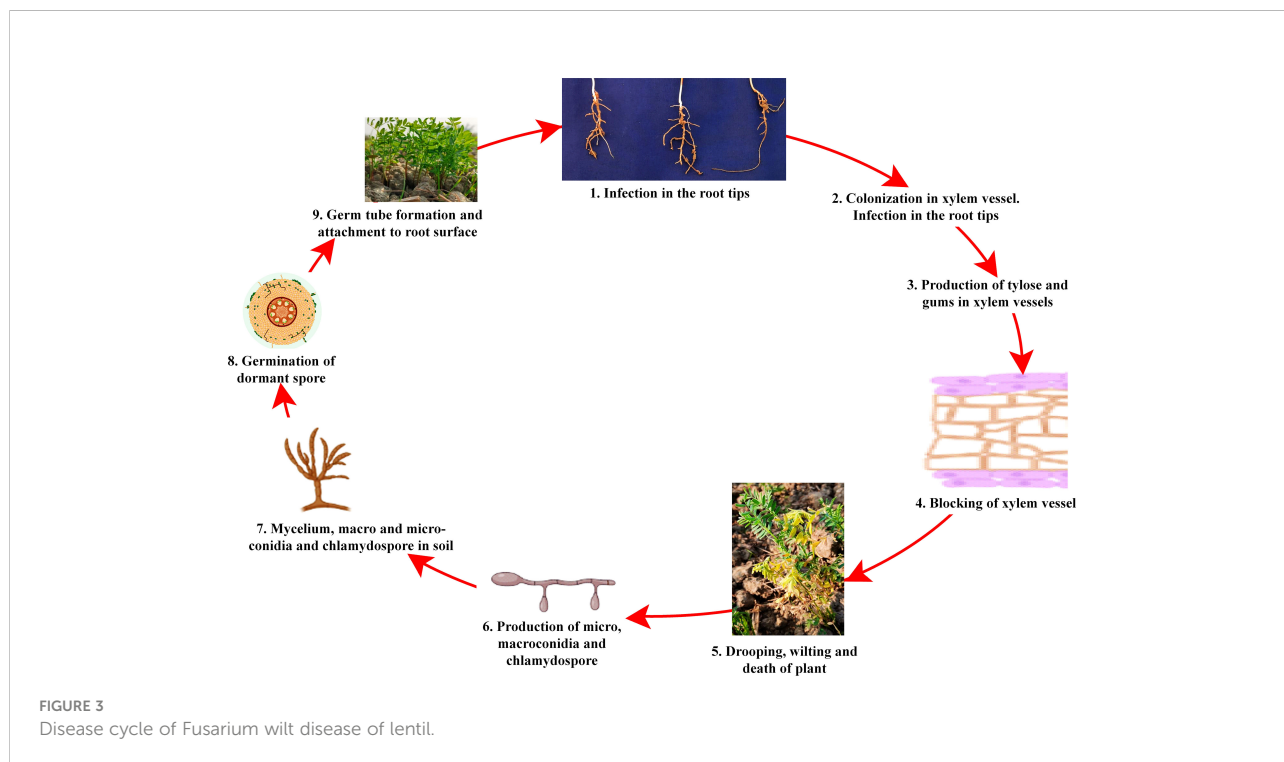 1. Infection in the root tips
2. Colonization in xylem vessel.
Infection in the root tips
3. Production of tylose and
gums in xylem vessels
4. Blocking of xylem vessel
5. Drooping, wilting and
death of plant
6. Production of micro,
macroconidia and
chlamydospore
7. Mycelium, macro and micro-
conidia and chlamydospore in soil
8. Germination of
dormant spore
9. Germ tube formation and
attachment to root surface
FIGURE 3
Disease cycle of Fusarium wilt disease of lentil.